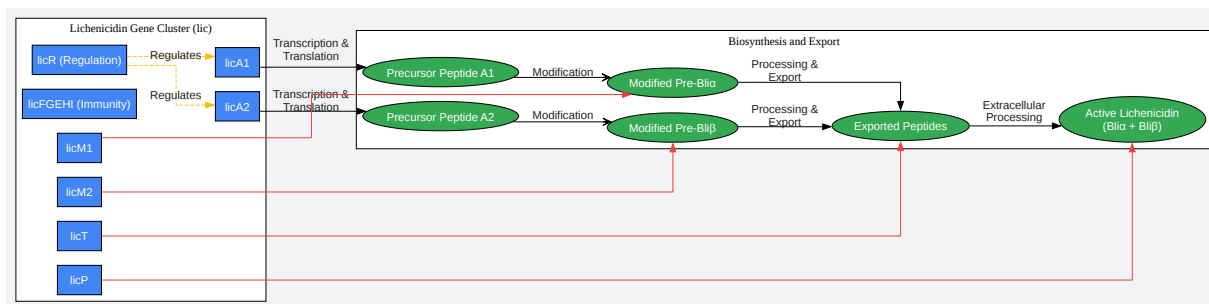 Lichenicidin Gene Cluster (lic)
licR (Regulation)
Regulates
licA1
licFGEHI (Immunity)
Regulates
licA2
licM1
licM2
licT
licP
Transcription &
Translation
Transcription &
Translation
Biosynthesis and Export
Precursor Peptide A1
Modification
Modified Pre-Bliα
Processing &
Export
Precursor Peptide A2
Modification
Modified Pre-Bliβ
Processing &
Export
Exported Peptides
Extracellular
Processing
Active Lichenicidin
(Bliα + Bliβ)